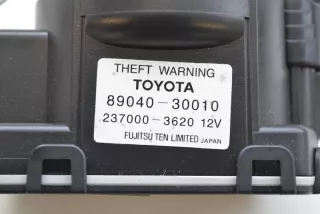 THEFT WARNING
TOYOTA
89040-30010
237000-3620 12V
FUJITSU TEN LIMITED JAPAN